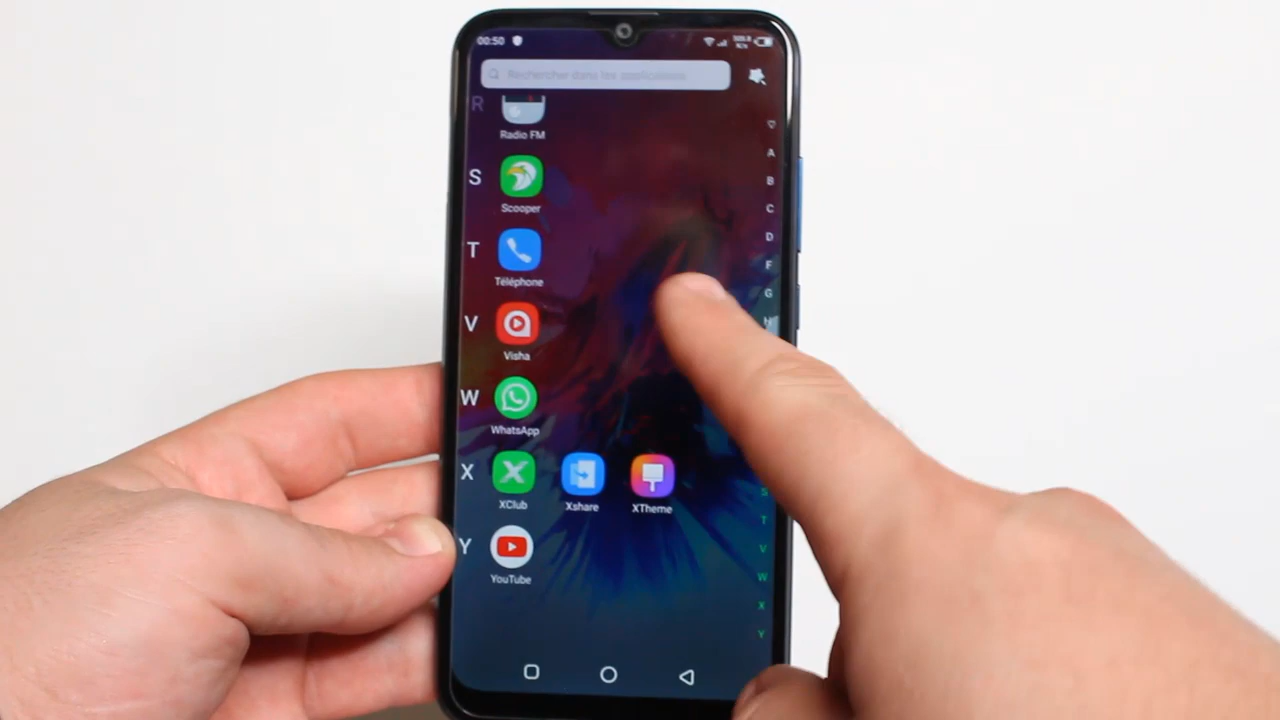 00:50
Rechercher dans les applications
R
Radio FM
A
B
S
Scooper
C
D
T
Téléphone
F
G
V
Visha
H
W
WhatsApp
X
XClub
Xshare
XTheme
S
T
Y
YouTube
V
W
X
Y